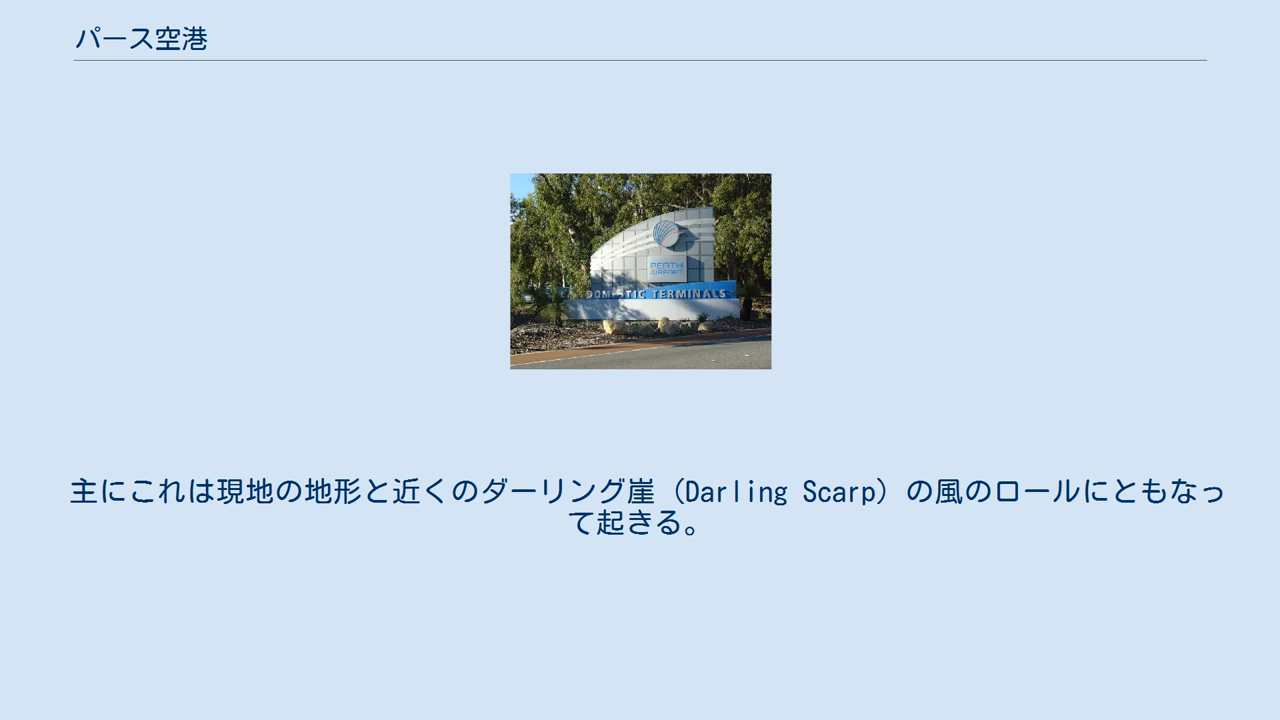 パース空港
PERTH
AIRPORT
DOMESTIC TERMINALS
主にこれは現地の地形と近くのダーリング崖（Darling Scarp）の風のロールにともなっ
て起きる。